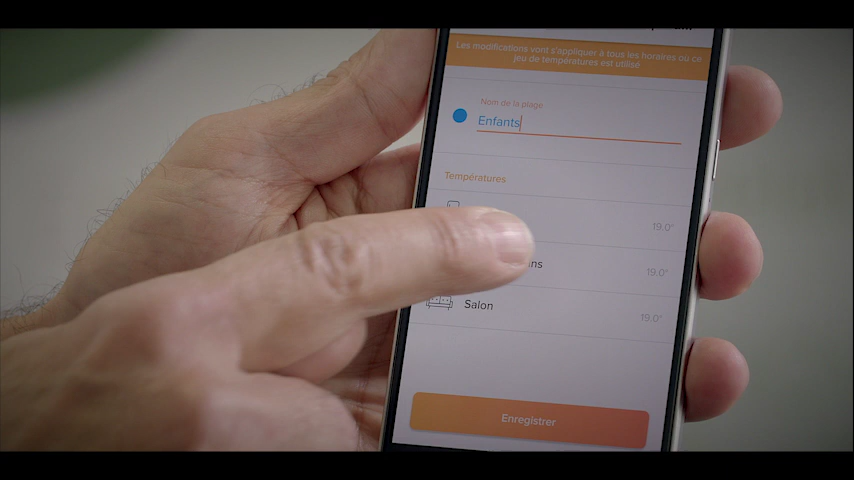 Les modifications vont s'appliquer à tous les horaires ou ce
jeu de températures est utilisé
Nom de la plage
Enfants
Températures
19.0°
19.0°
Salon
19.0°
Enregistrer